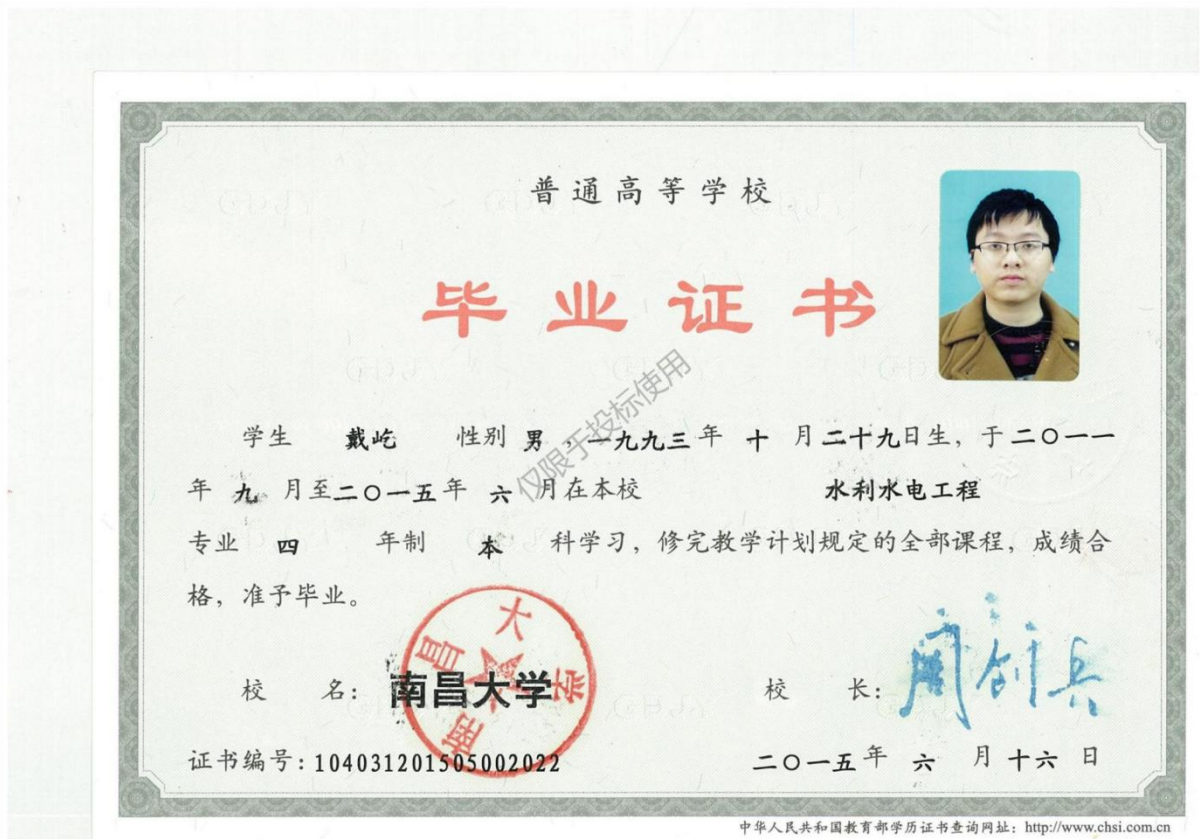 普通高等学校
毕业证书
仅限于投标使用
学生 戴屹 性别 男 ，一九九三 年 十 月 二十九日生，于二〇一一
年 九 月至二〇一五年 六 月在本校 水利水电工程
专业 四 年制 本 科学习，修完教学计划规定的全部课程，成绩合
格，准予毕业。
校 名：南昌大学
南昌大学
校 长：周创兵
证书编号：104031201505002022
二〇一五年 六 月 十六 日
中华人民共和国教育部学历证书查询网址：http://www.chsi.com.cn